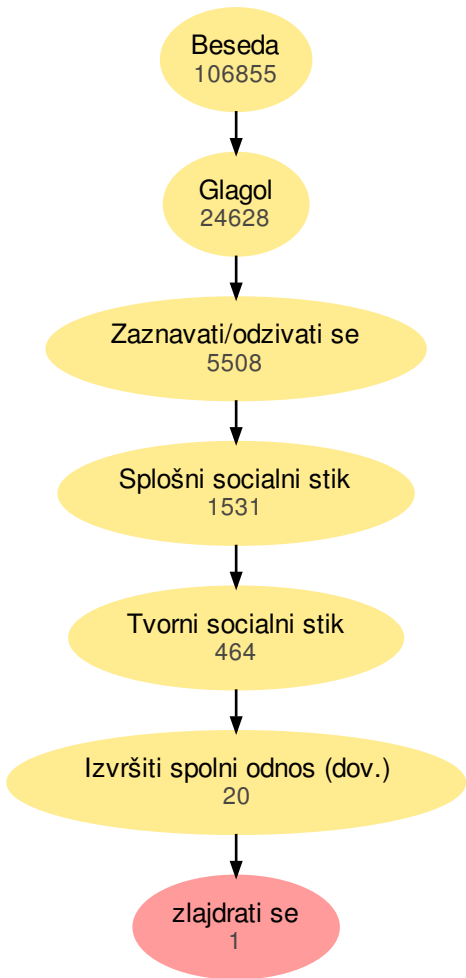 Beseda
106855
Glagol
24628
Zaznavati/odzivati se
5508
Splošni socialni stik
1531
Tvorni socialni stik
464
Izvršiti spolni odnos (dov.)
20
zlajdrati se
1